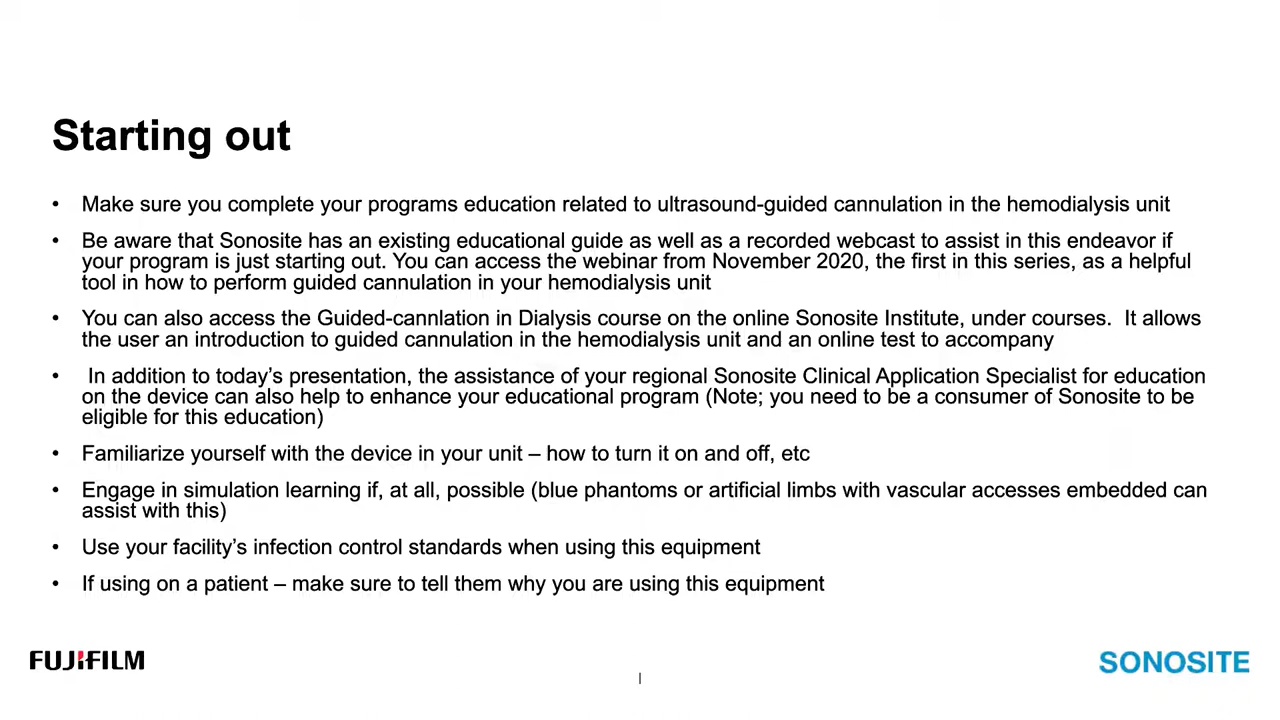 Starting out
• Make sure you complete your programs education related to ultrasound-guided cannulation in the hemodialysis unit
• Be aware that Sonosite has an existing educational guide as well as a recorded webcast to assist in this endeavor if
your program is just starting out. You can access the webinar from November 2020, the first in this series, as a helpful
tool in how to perform guided cannulation in your hemodialysis unit
• You can also access the Guided-cannlation in Dialysis course on the online Sonosite Institute, under courses. It allows
the user an introduction to guided cannulation in the hemodialysis unit and an online test to accompany
• In addition to today’s presentation, the assistance of your regional Sonosite Clinical Application Specialist for education
on the device can also help to enhance your educational program (Note; you need to be a consumer of Sonosite to be
eligible for this education)
• Familiarize yourself with the device in your unit – how to turn it on and off, etc
• Engage in simulation learning if, at all, possible (blue phantoms or artificial limbs with vascular accesses embedded can
assist with this)
• Use your facility’s infection control standards when using this equipment
• If using on a patient – make sure to tell them why you are using this equipment
FUJIFILM
SONOSITE
|